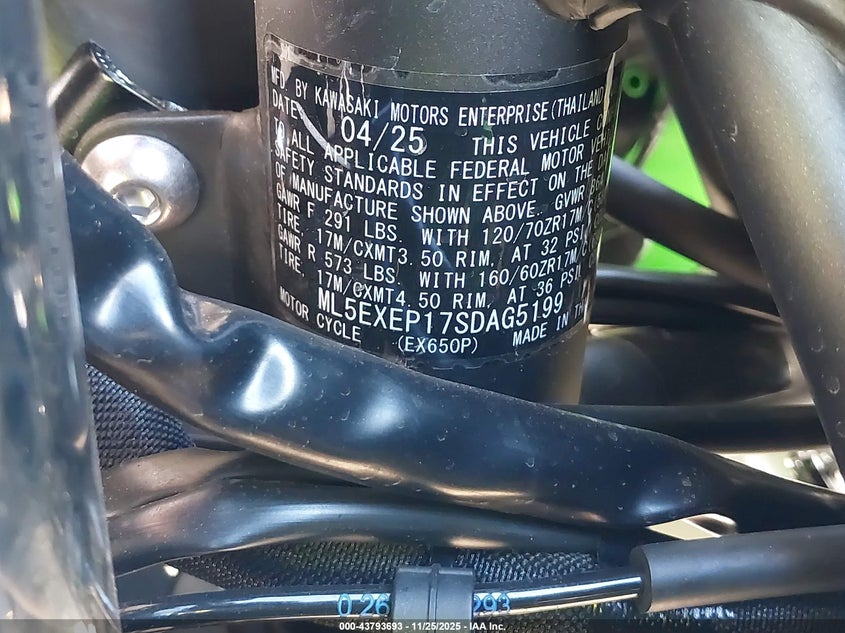 MFD. BY KAWASAKI MOTORS ENTERPRISE(THAILAND
DATE 04/25 THIS VEHICLE
TO ALL APPLICABLE FEDERAL MOTOR
SAFETY STANDARDS IN EFFECT ON THE
OF MANUFACTURE SHOWN ABOVE. GVWR
GAWR F 291 LBS. WITH 120/70ZR17M/
TIRE, 17M/CXMT3.50 RIM, AT 32 PSI
GAWR R 573 LBS. WITH 160/60ZR17M/
TIRE, 17M/CXMT4.50 RIM, AT 36 PSI
ML5EXEP17SDAG5199
MOTOR CYCLE (EX650P) MADE IN
0 26 293
000-43793693 - 11/25/2025 - IAA Inc.